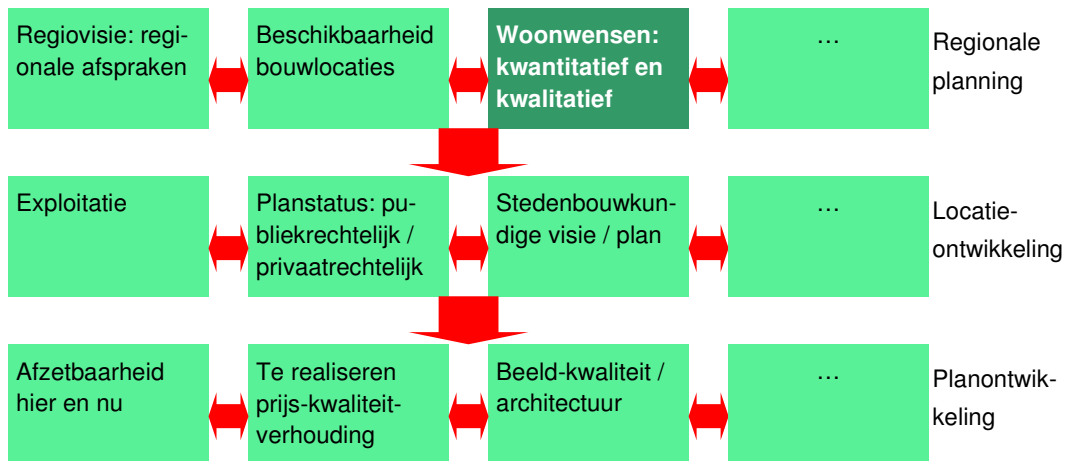 Regiovisie: regi-
onale afspraken
Beschikbaarheid
bouwlocaties
Woonwensen:
kwantitatief en
kwalitatief
…
Regionale
planning
Exploitatie
Planstatus: pu-
bliekrechtelijk /
privaatrechtelijk
Stedenbouwkun-
dige visie / plan
…
Locatie-
ontwikkeling
Afzetbaarheid
hier en nu
Te realiseren
prijs-kwaliteit-
verhouding
Beeld-kwaliteit /
architectuur
…
Planontwik-
keling